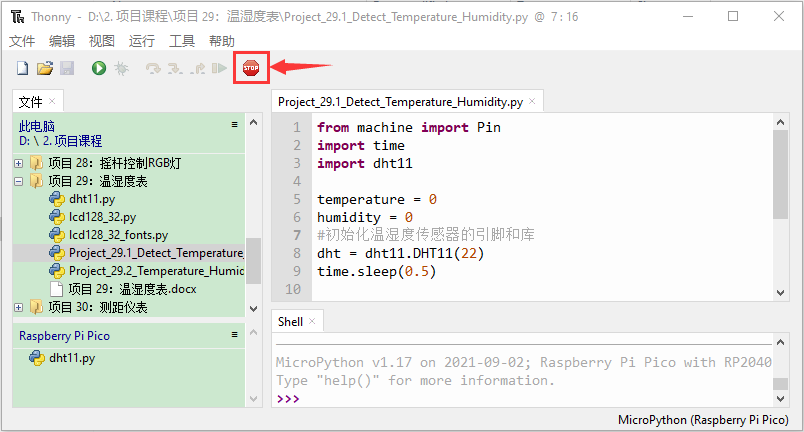 Thonny - D:\2. 项目课程\项目 29：温湿度表\Project_29.1_Detect_Temperature_Humidity.py @ 7 : 16
文件 编辑 视图 运行 工具 帮助
STOP
文件
此电脑
D: \ 2. 项目课程
项目 28：摇杆控制RGB灯
项目 29：温湿度表
dht11.py
lcd128_32.py
lcd128_32_fonts.py
Project_29.1_Detect_Temperature_
Project_29.2_Temperature_Humid
项目 29：温湿度表.docx
项目 30：测距仪表
Raspberry Pi Pico
dht11.py
Project_29.1_Detect_Temperature_Humidity.py
1 from machine import Pin
2 import time
3 import dht11
4
5 temperature = 0
6 humidity = 0
7 #初始化温湿度传感器的引脚和库
8 dht = dht11.DHT11(22)
9 time.sleep(0.5)
10
Shell
MicroPython v1.17 on 2021-09-02; Raspberry Pi Pico with RP2040
Type "help()" for more information.
>>>
MicroPython (Raspberry Pi Pico)